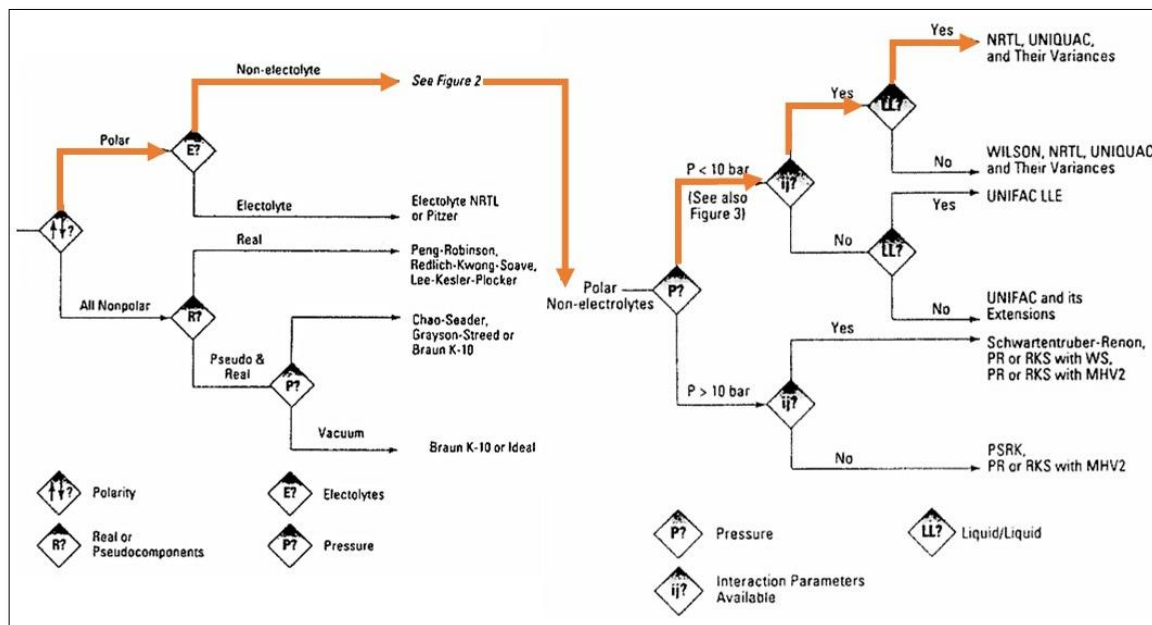 Non-electolyte
See Figure 2
Polar
E?
Electolyte
Electolyte NRTL
or Pitzer
?
Real
Peng-Robinson,
Redlich-Kwong-Soave,
Lee-Kesler-Plocker
All Nonpolar
R?
Chao-Seader,
Grayson-Streed or
Braun K-10
Pseudo &
Real
P?
Vacuum
Braun K-10 or Ideal
? Polarity
E? Electolytes
R? Real or
Pseudocomponents
P? Pressure
Yes
NRTL, UNIQUAC,
and Their Variances
Yes
LL?
No
WILSON, NRTL, UNIQUAC,
and Their Variances
P < 10 bar
(See also
Figure 3)
ij?
Yes
UNIFAC LLE
No
LL?
Polar
Non-electrolytes
P?
No
UNIFAC and its
Extensions
Yes
Schwartentruber-Renon,
PR or RKS with WS,
PR or RKS with MHV2
P > 10 bar
ij?
No
PSRK,
PR or RKS with MHV2
P? Pressure
LL? Liquid/Liquid
ij? Interaction Parameters
Available